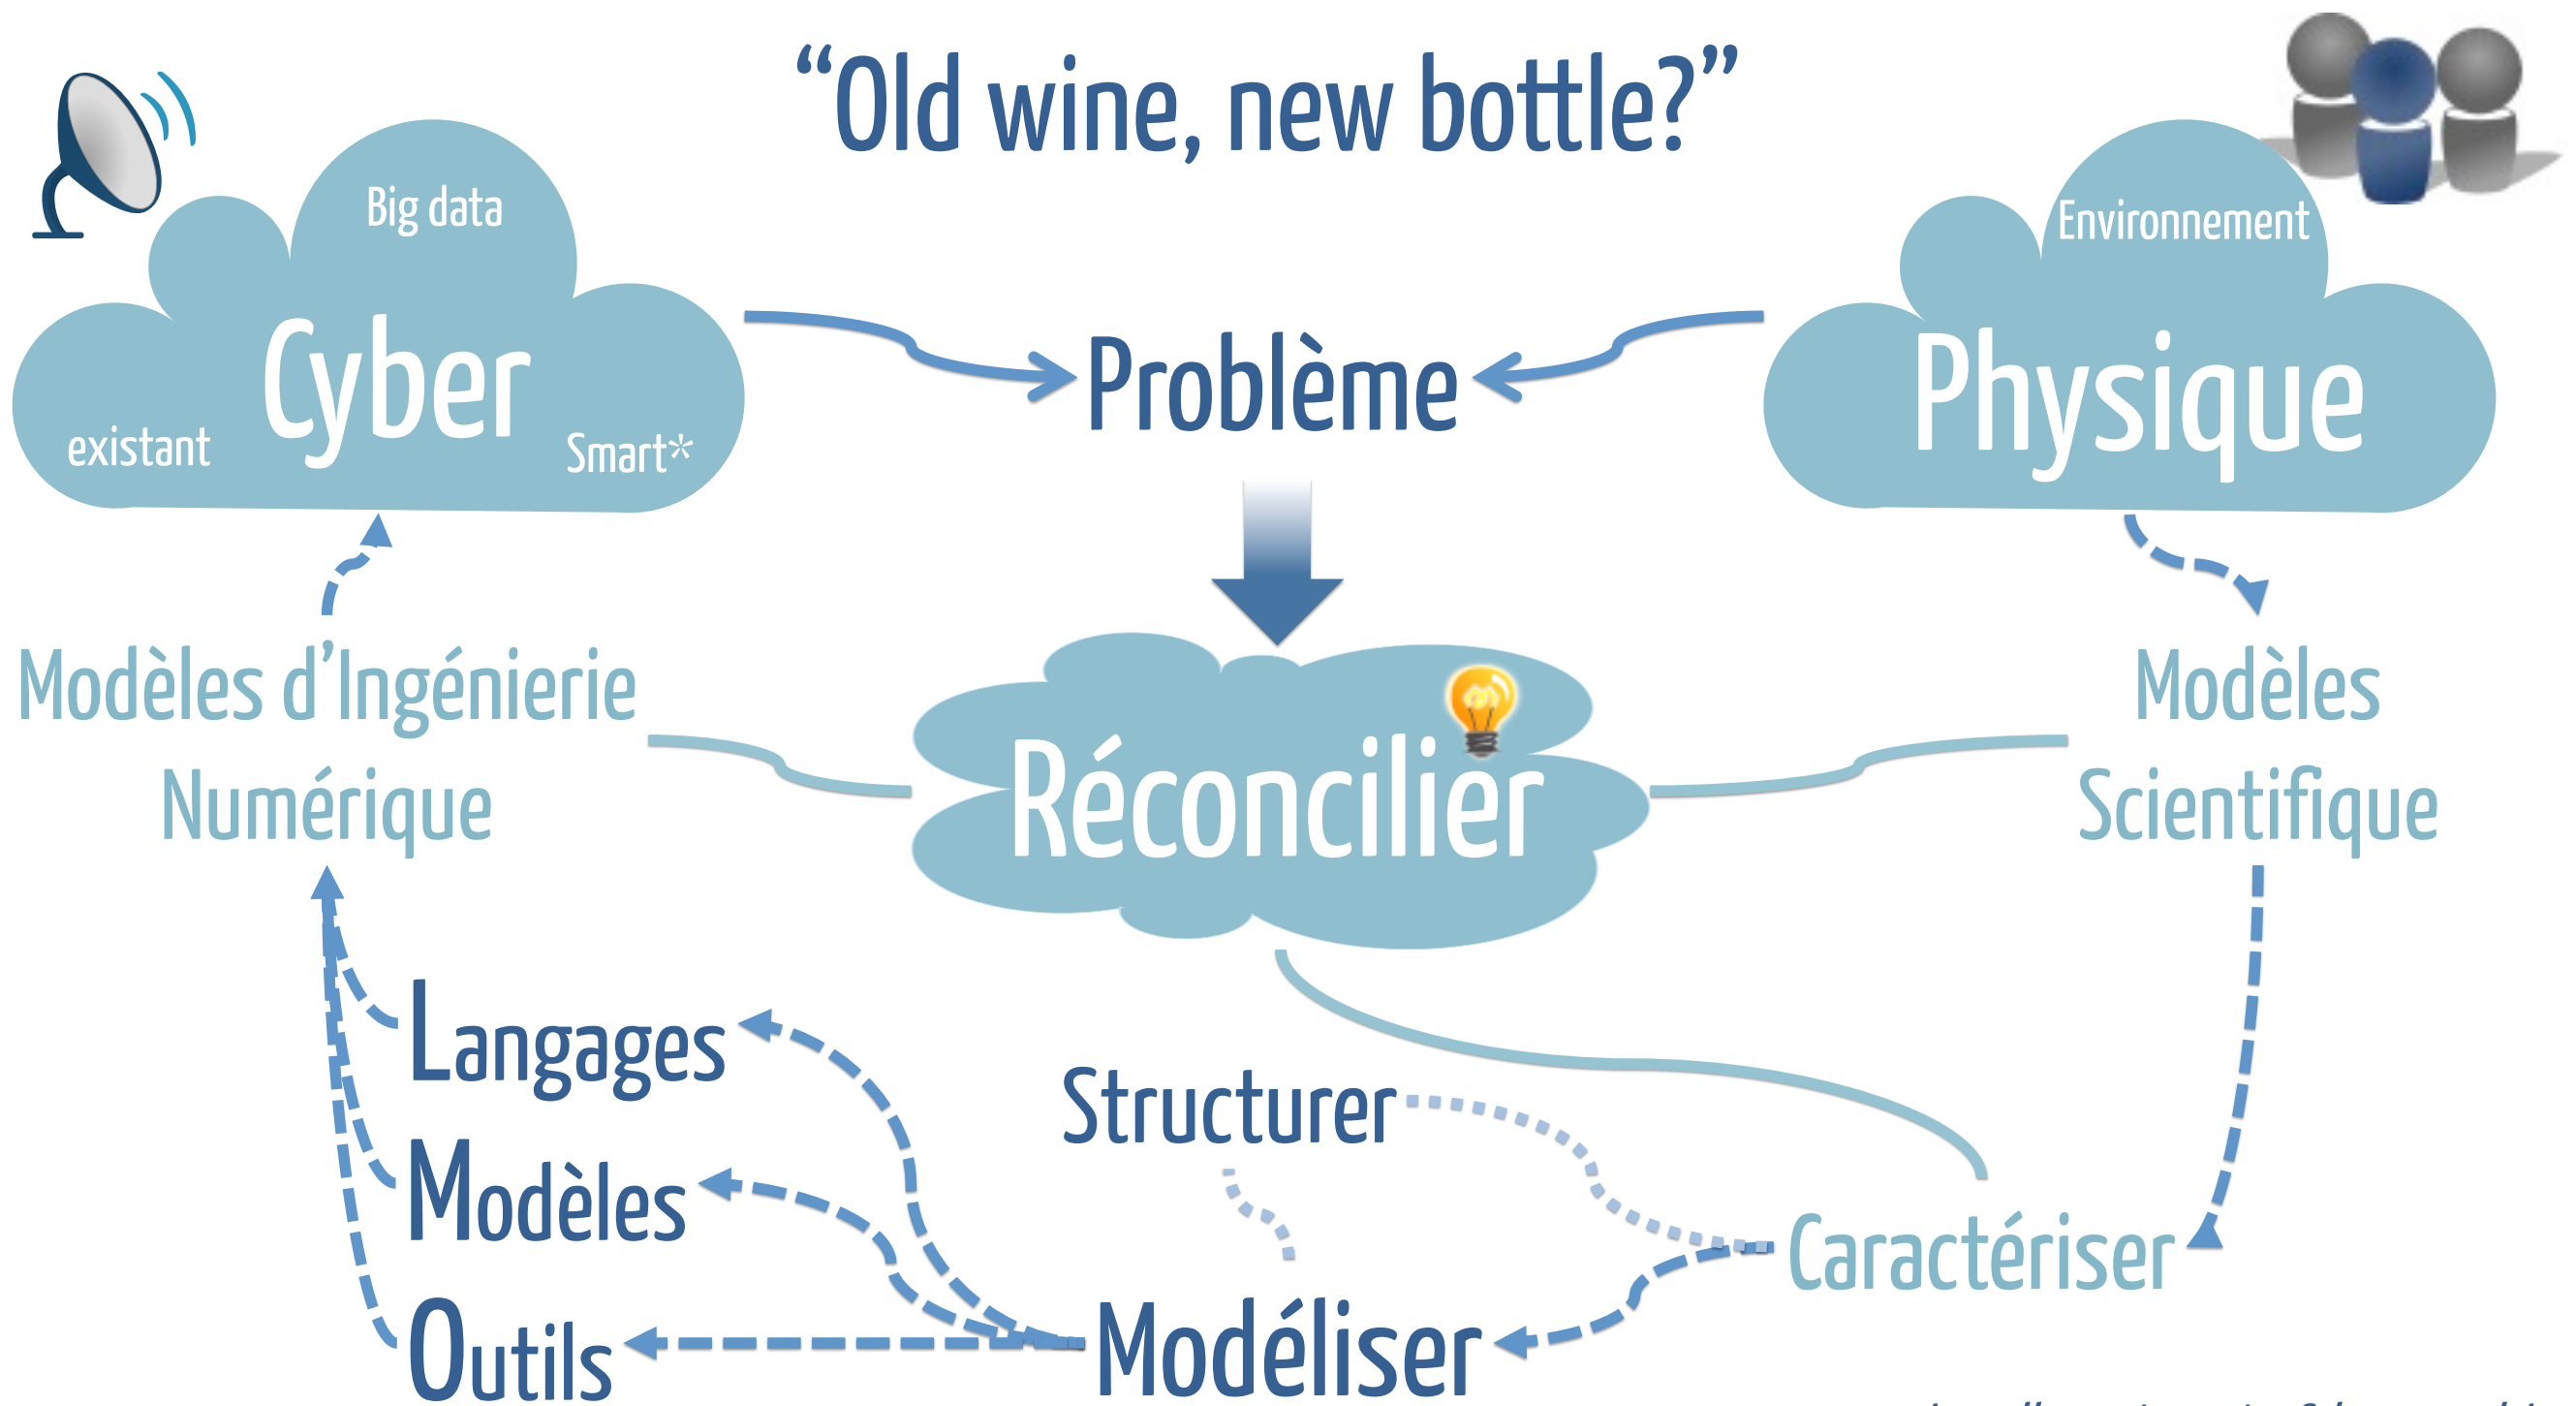 “Old wine, new bottle?”
Big data
Cyber
existant
Smart*
Problème
Environnement
Physique
Modèles d’Ingénierie
Numérique
Réconcilier
Modèles
Scientifique
Langages
Modèles
Outils
Structurer
Modéliser
Caractériser